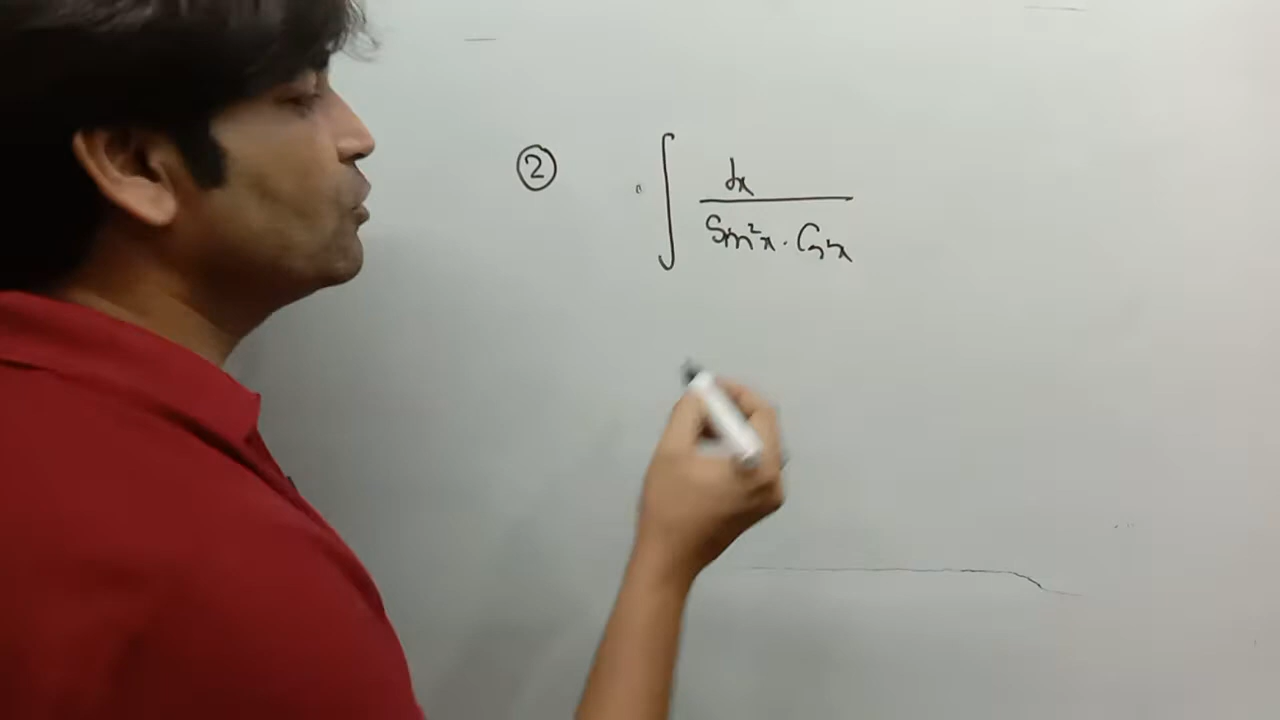 ② ∫ dx / Sin²x · Cos²x